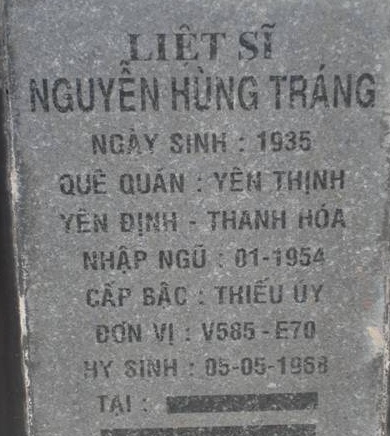 LIỆT SĨ
NGUYỄN HÙNG TRÁNG
NGÀY SINH : 1935
QUÊ QUÁN : YÊN THỊNH
YÊN ĐỊNH - THANH HÓA
NHẬP NGŨ : 01-1954
CẤP BẬC : THIẾU ÚY
ĐƠN VỊ : V585 - E70
HY SINH : 05-05-1968
TẠI :